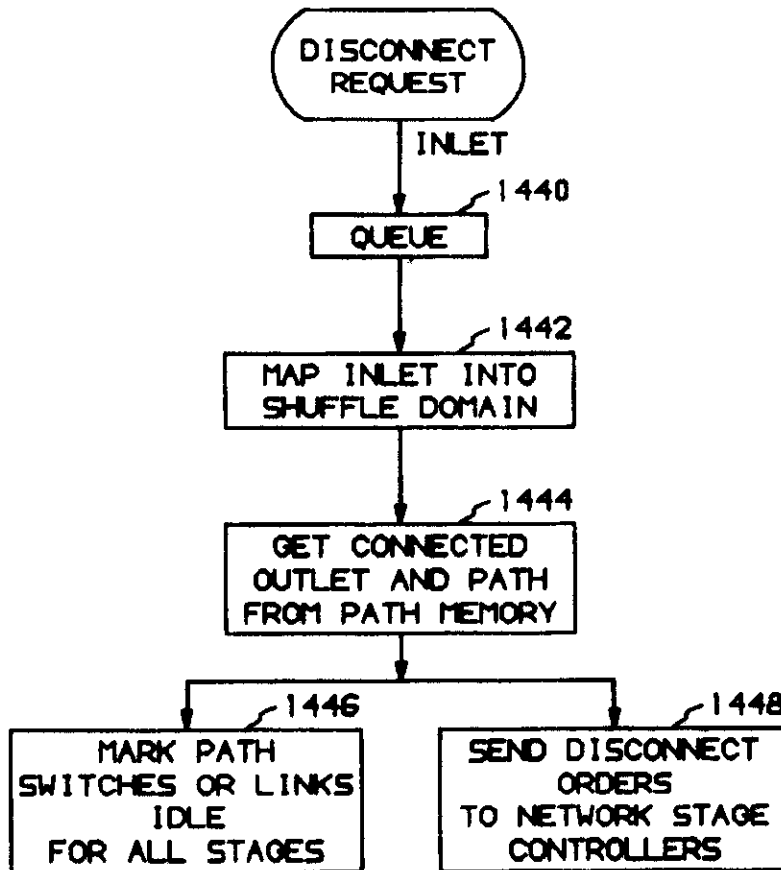 DISCONNECT
REQUEST
INLET
1440
QUEUE
1442
MAP INLET INTO
SHUFFLE DOMAIN
1444
GET CONNECTED
OUTLET AND PATH
FROM PATH MEMORY
1446
MARK PATH
SWITCHES OR LINKS
IDLE
FOR ALL STAGES
1448
SEND DISCONNECT
ORDERS
TO NETWORK STAGE
CONTROLLERS